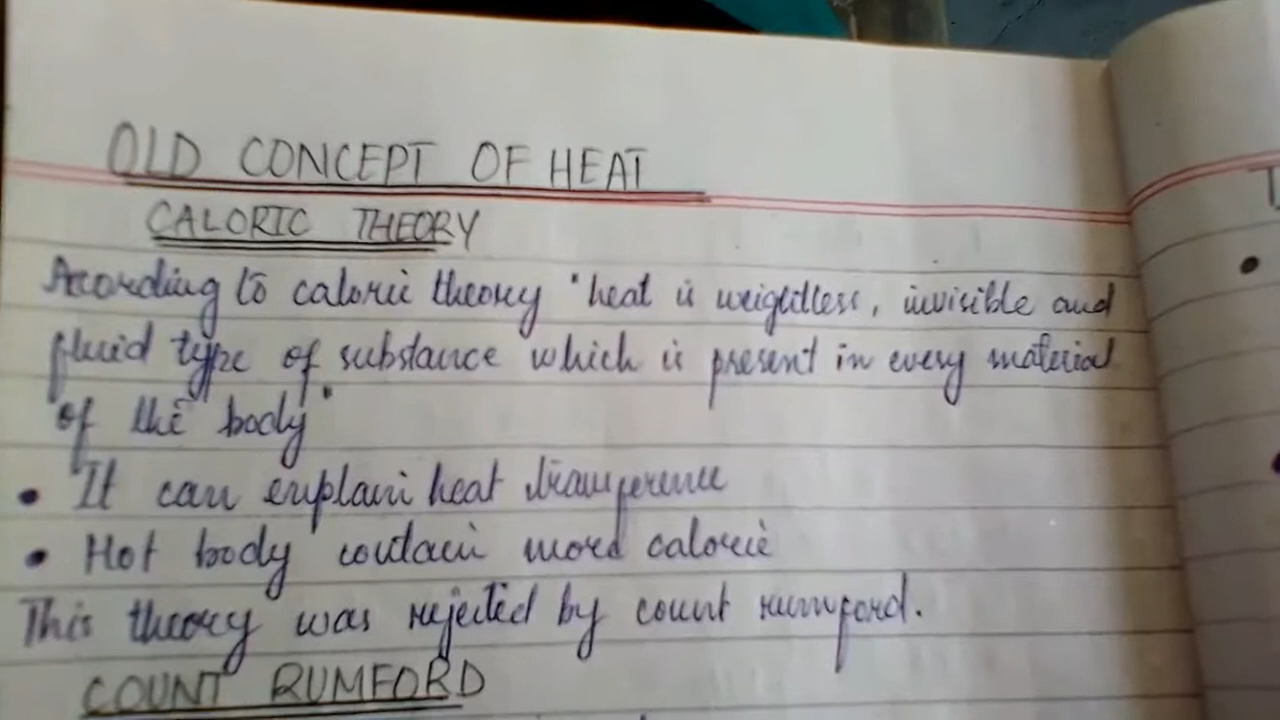 OLD CONCEPT OF HEAT
CALORIC THEORY
According to caloric theory "heat is weightless, invisible and
fluid type of substance which is present in every material
of the body"
• It can explain heat transference
• Hot body contain more caloric
This theory was rejected by count rumford.
COUNT RUMFORD